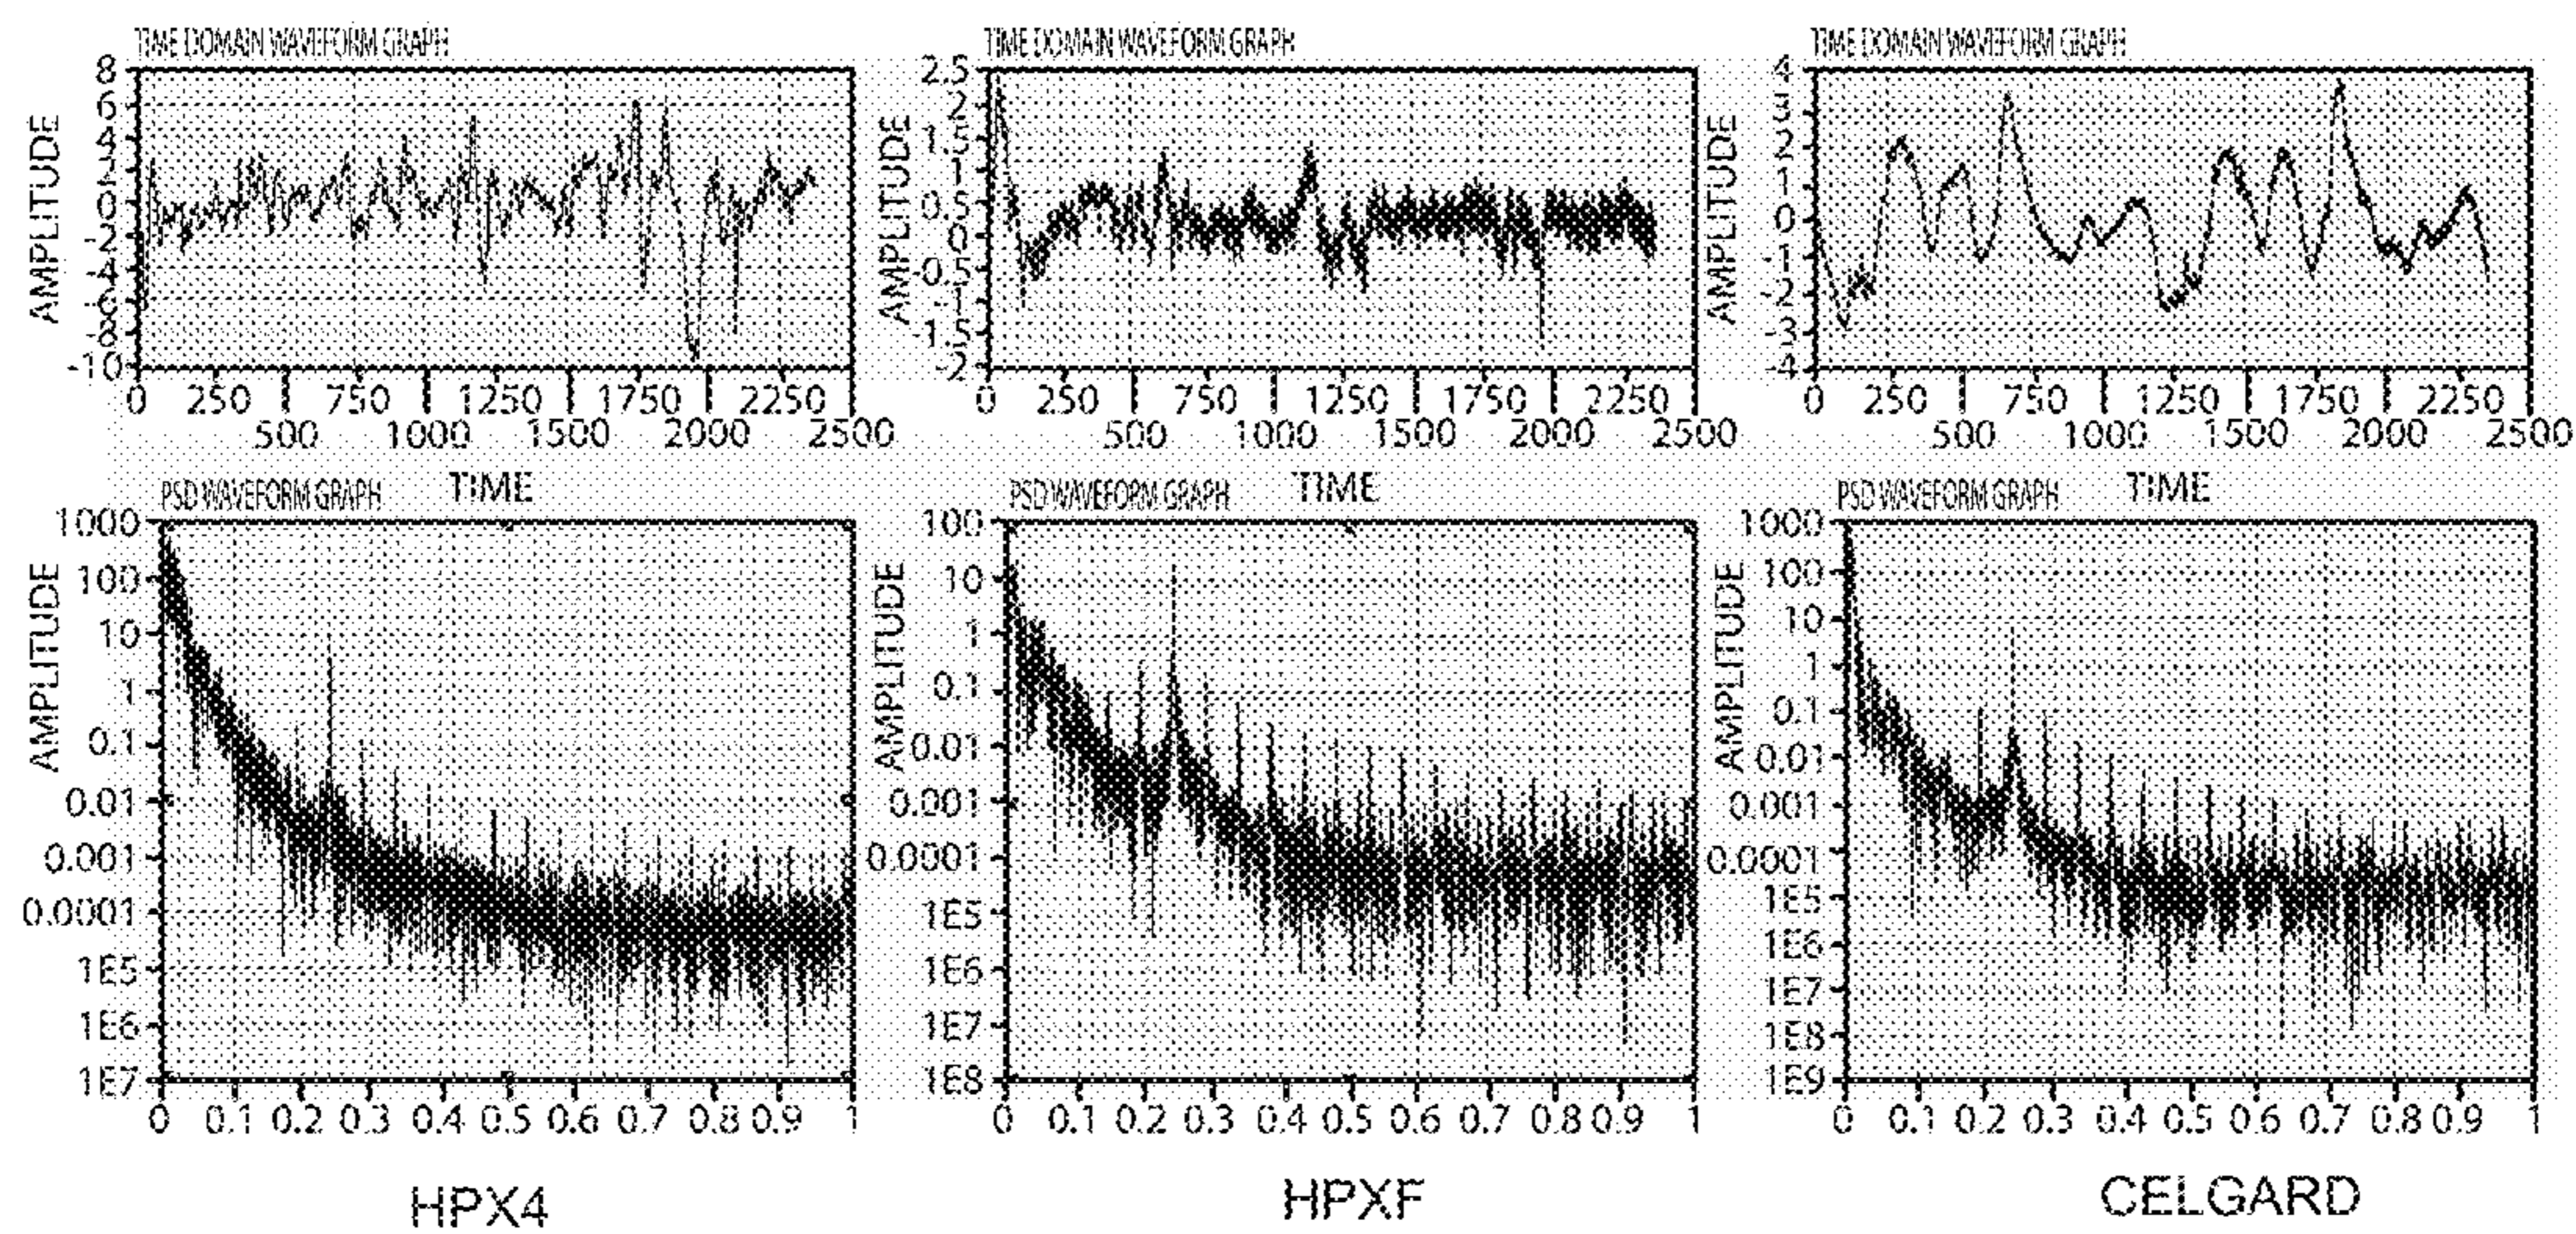 TIME DOMAIN WAVEFORM GRAPH
AMPLITUDE
8
6
4
2
0
-2
-4
-6
-8
-10
0 250 500 750 1000 1250 1500 1750 2000 2250 2500
TIME
TIME DOMAIN WAVEFORM GRAPH
AMPLITUDE
2.5
2
1.5
1
0.5
0
-0.5
-1
-1.5
-2
0 250 500 750 1000 1250 1500 1750 2000 2250 2500
TIME
TIME DOMAIN WAVEFORM GRAPH
AMPLITUDE
4
3
2
1
0
-1
-2
-3
-4
0 250 500 750 1000 1250 1500 1750 2000 2250 2500
TIME
PSD WAVEFORM GRAPH
AMPLITUDE
1000
100
10
1
0.1
0.01
0.001
0.0001
1E5
1E6
1E7
0 0.1 0.2 0.3 0.4 0.5 0.6 0.7 0.8 0.9 1
HPX4
PSD WAVEFORM GRAPH
AMPLITUDE
100
10
1
0.1
0.01
0.001
0.0001
1E5
1E6
1E7
1E8
0 0.1 0.2 0.3 0.4 0.5 0.6 0.7 0.8 0.9 1
HPXF
PSD WAVEFORM GRAPH
AMPLITUDE
1000
100
10
1
0.1
0.01
0.001
0.0001
1E5
1E6
1E7
1E8
1E9
0 0.1 0.2 0.3 0.4 0.5 0.6 0.7 0.8 0.9 1
CELGARD